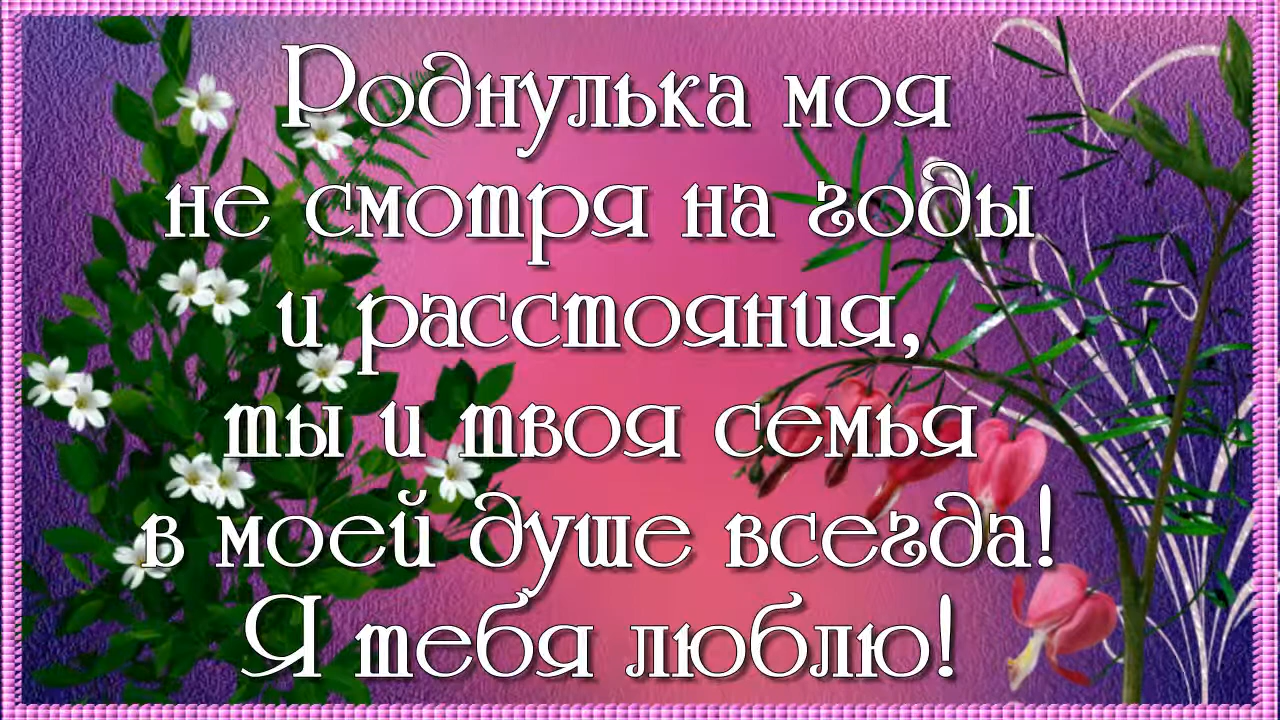 Роднулька моя
не смотря на годы
и расстояния,
ты и твоя семья
в моей душе всегда!
Я тебя люблю!